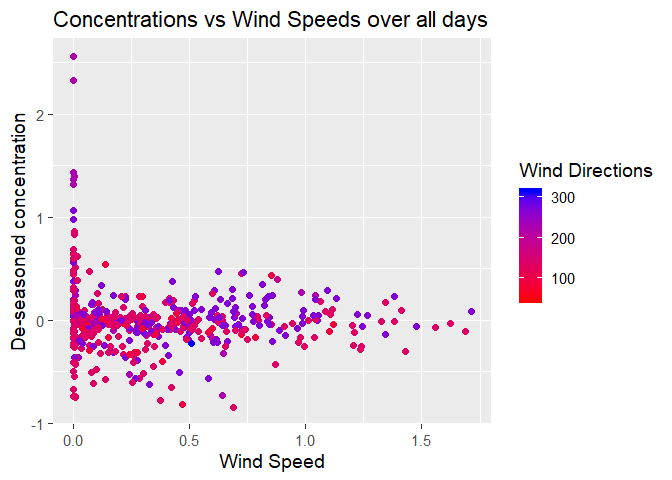 Concentrations vs Wind Speeds over all days
De-seasoned concentration
2
1
0
-1
0.0
0.5
1.0
1.5
Wind Speed
Wind Directions
300
200
100